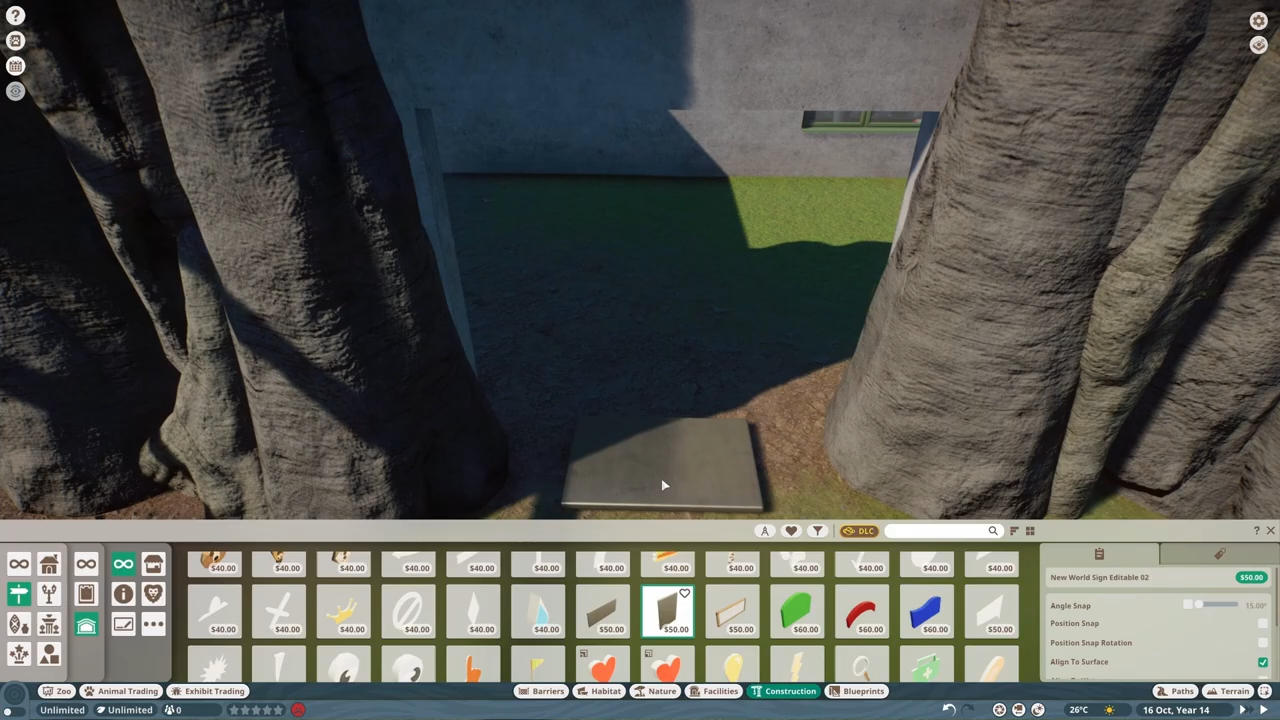 ?
DLC
? ×
$40.00 $40.00 $40.00 $40.00 $40.00 $40.00 $40.00 $40.00 $40.00 $40.00 $40.00 $40.00 $40.00
New World Sign Editable 02 $50.00
Angle Snap 15.00°
Position Snap
$40.00 $40.00 $40.00 $40.00 $40.00 $40.00 $50.00 $50.00 $50.00 $60.00 $60.00 $60.00 $50.00
Position Snap Rotation
Align To Surface
Zoo Animal Trading Exhibit Trading Barriers Habitat Nature Facilities Construction Blueprints Paths Terrain
Unlimited Unlimited 0 26°C 16 Oct, Year 14